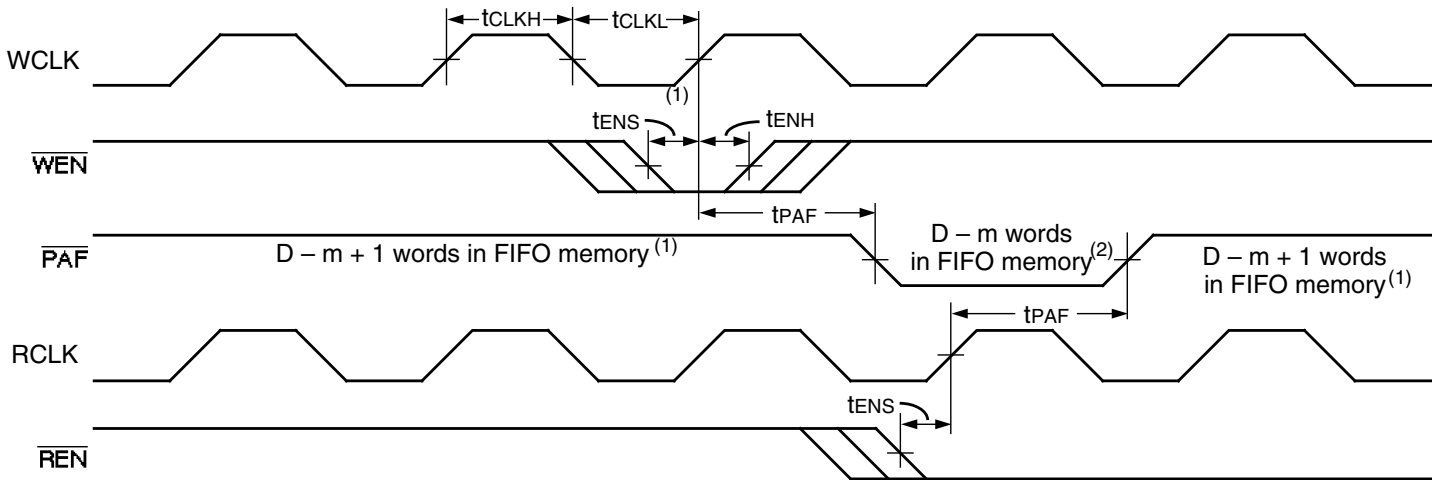 tCLKH
tCLKL
WCLK
(1)
tENS
tENH
WEN
tPAF
PAF
D – m + 1 words in FIFO memory(1)
D – m words
in FIFO memory(2)
D – m + 1 words
in FIFO memory(1)
tPAF
RCLK
tENS
REN